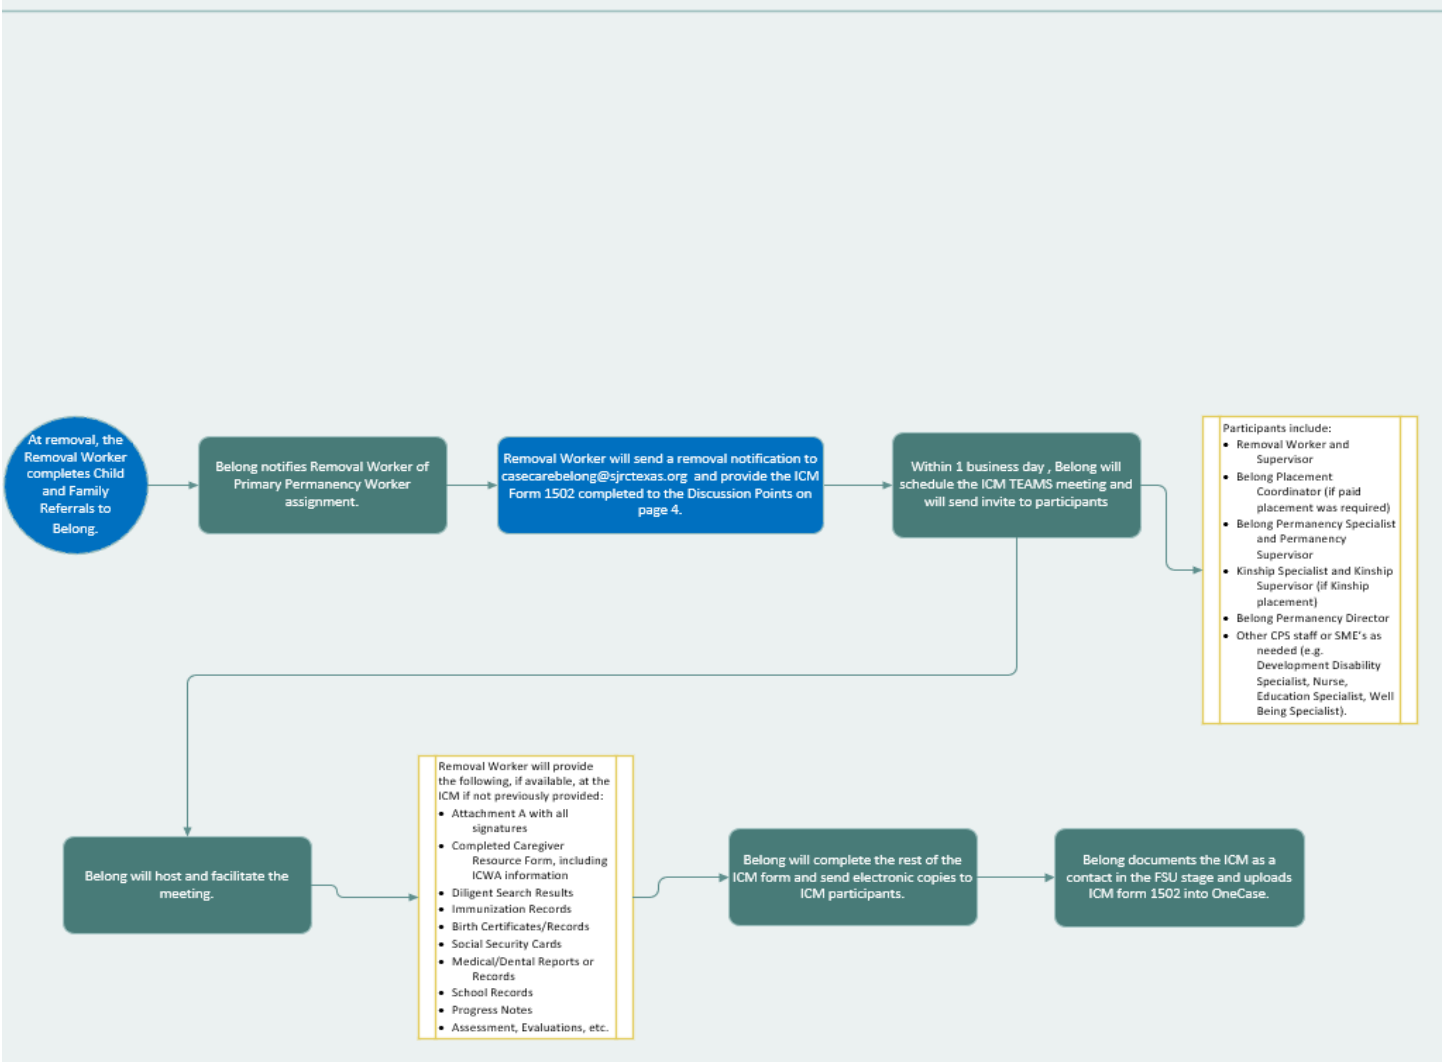 At removal, the
Removal Worker
completes Child
and Family
Referrals to
Belong.
Belong notifies Removal Worker of
Primary Permanency Worker
assignment.
Removal Worker will send a removal notification to
casecarebelong@sjrctexas.org  and provide the ICM
Form 1502 completed to the Discussion Points on
page 4.
Within 1 business day , Belong will
schedule the ICM TEAMS meeting and
will send invite to participants
Participants include:
• Removal Worker and
Supervisor
• Belong Placement
Coordinator (if paid
placement was required)
• Belong Permanency Specialist
and Permanency
Supervisor
• Kinship Specialist and Kinship
Supervisor (if Kinship
placement)
• Belong Permanency Director
• Other CPS staff or SME's as
needed (e.g.
Development Disability
Specialist, Nurse,
Education Specialist, Well
Being Specialist).
Belong will host and facilitate the
meeting.
Removal Worker will provide
the following, if available, at the
ICM if not previously provided:
• Attachment A with all
signatures
• Completed Caregiver
Resource Form, including
ICWA information
• Diligent Search Results
• Immunization Records
• Birth Certificates/Records
• Social Security Cards
• Medical/Dental Reports or
Records
• School Records
• Progress Notes
• Assessment, Evaluations, etc.
Belong will complete the rest of the
ICM form and send electronic copies to
ICM participants.
Belong documents the ICM as a
contact in the FSU stage and uploads
ICM form 1502 into OneCase.